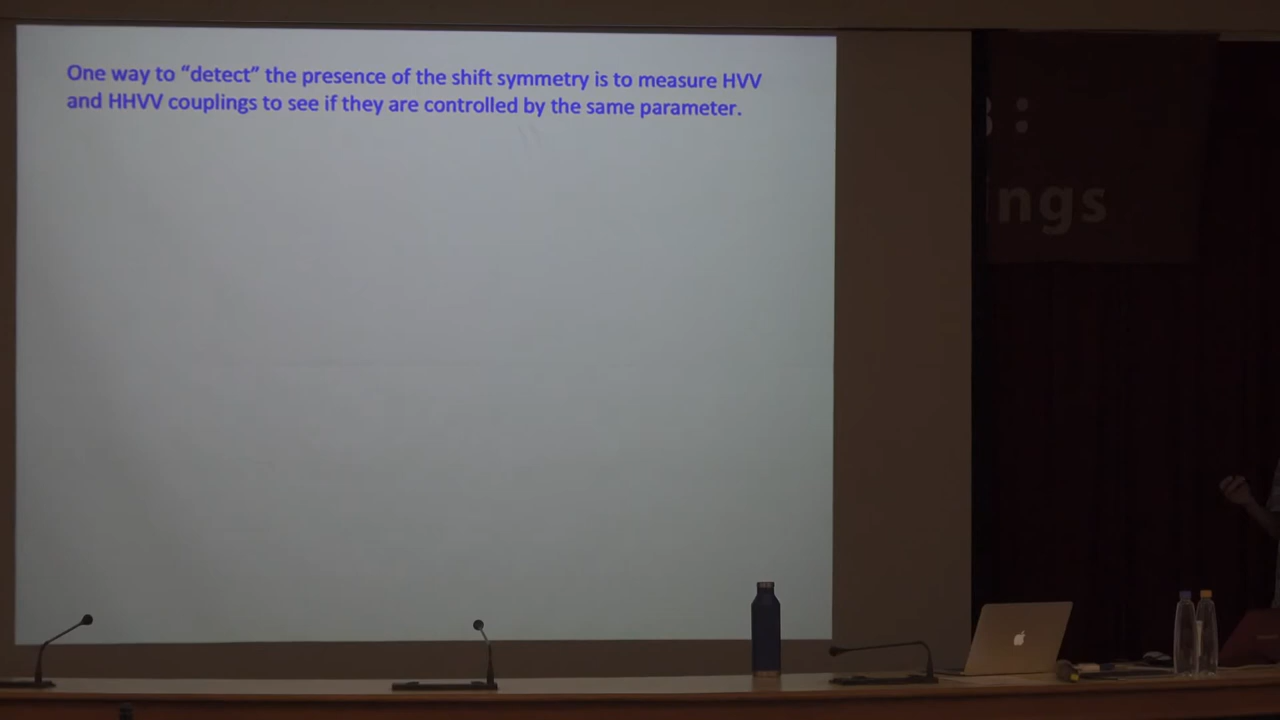 One way to “detect” the presence of the shift symmetry is to measure HVV
and HHVV couplings to see if they are controlled by the same parameter.
:
ngs